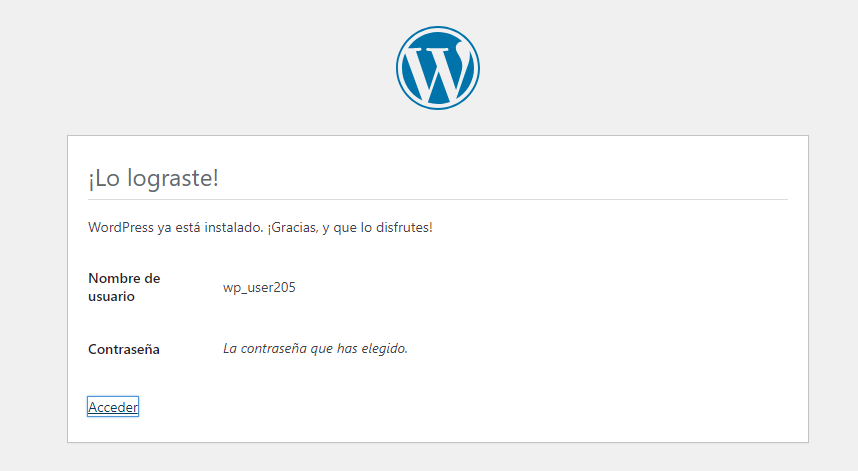 ¡Lo lograste!
WordPress ya está instalado. ¡Gracias, y que lo disfrutes!
Nombre de
usuario
wp_user205
Contraseña
La contraseña que has elegido.
Acceder